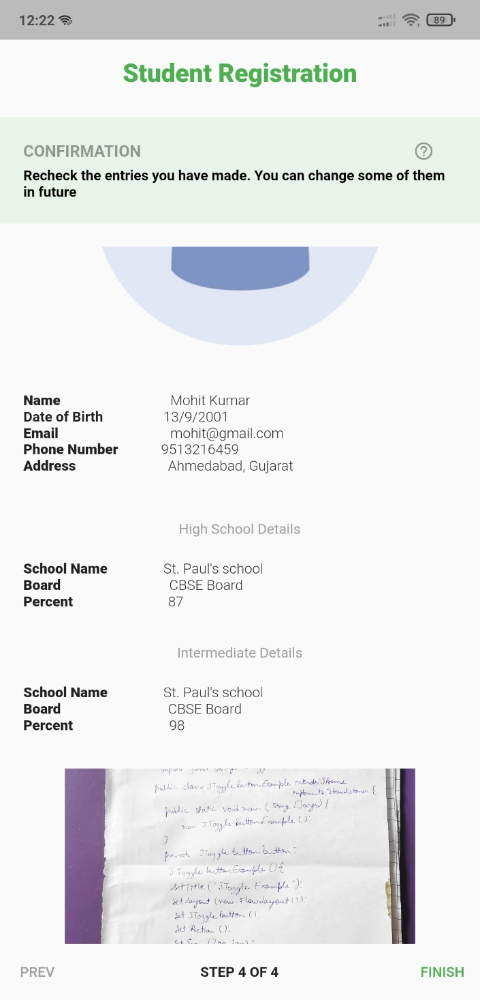 12:22
89
Student Registration
CONFIRMATION
Recheck the entries you have made. You can change some of them
in future
Name Mohit Kumar
Date of Birth 13/9/2001
Email mohit@gmail.com
Phone Number 9513216459
Address Ahmedabad, Gujarat
High School Details
School Name St. Paul's school
Board CBSE Board
Percent 87
Intermediate Details
School Name St. Paul's school
Board CBSE Board
Percent 98
public class JToggle Button Example extends JFrame
implements ItemListener {
public static void main (String []args) {
new JToggle Button Example ();
}
private JToggle Button button;
JToggle button Example () {
setTitle ("JToggle Example");
Set Layout (new Flowlayout ());
Set JToggle Button ();
Set Action ();
PREV
STEP 4 OF 4
FINISH